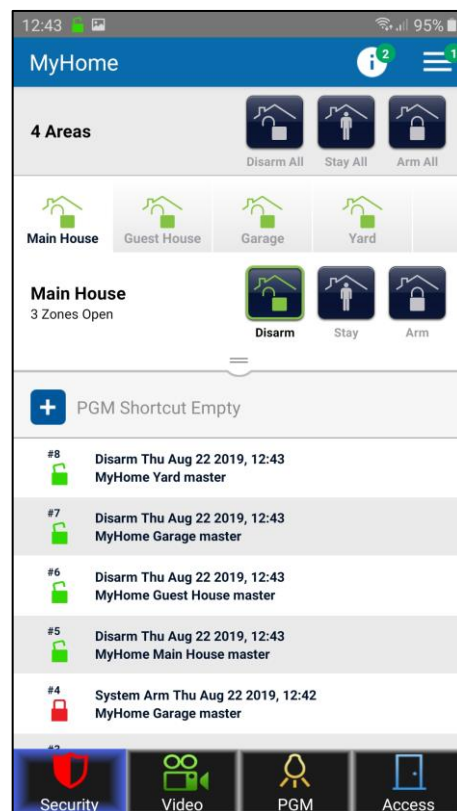 12:43 95%
MyHome 2 1
4 Areas
Disarm All Stay All Arm All
Main House Guest House Garage Yard
Main House
3 Zones Open
Disarm Stay Arm
PGM Shortcut Empty
#8
Disarm Thu Aug 22 2019, 12:43
MyHome Yard master
#7
Disarm Thu Aug 22 2019, 12:43
MyHome Garage master
#6
Disarm Thu Aug 22 2019, 12:43
MyHome Guest House master
#5
Disarm Thu Aug 22 2019, 12:43
MyHome Main House master
#4
System Arm Thu Aug 22 2019, 12:42
MyHome Garage master
Security Video PGM Access